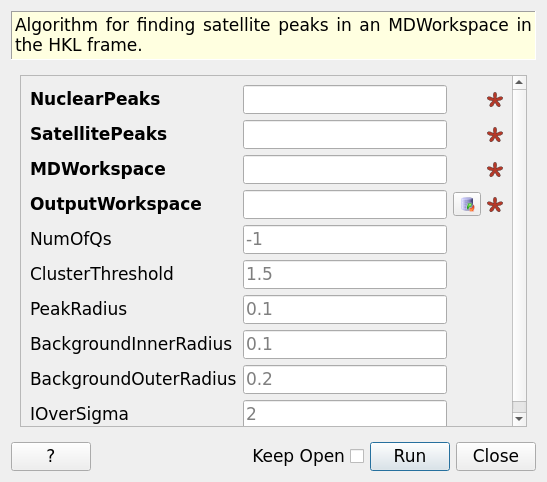 Algorithm for finding satellite peaks in an MDWorkspace in
the HKL frame.
NuclearPeaks
SatellitePeaks
MDWorkspace
OutputWorkspace
NumOfQs -1
ClusterThreshold 1.5
PeakRadius 0.1
BackgroundInnerRadius 0.1
BackgroundOuterRadius 0.2
IOverSigma 2
? Keep Open Run Close